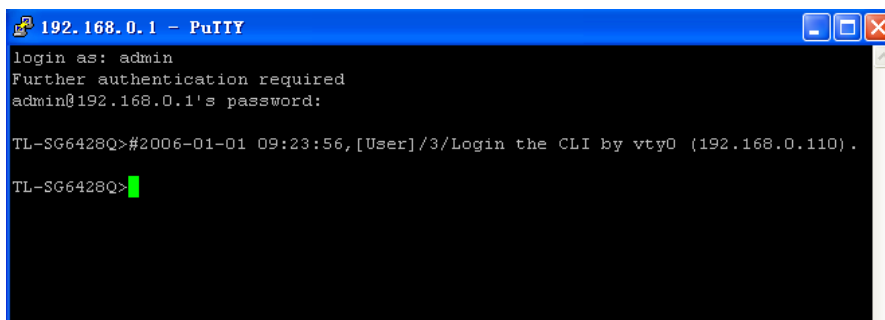 192.168.0.1 - PuTTY
login as: admin
Further authentication required
admin@192.168.0.1's password:
TL-SG6428Q>#2006-01-01 09:23:56,[User]/3/Login the CLI by vty0 (192.168.0.110).
TL-SG6428Q>